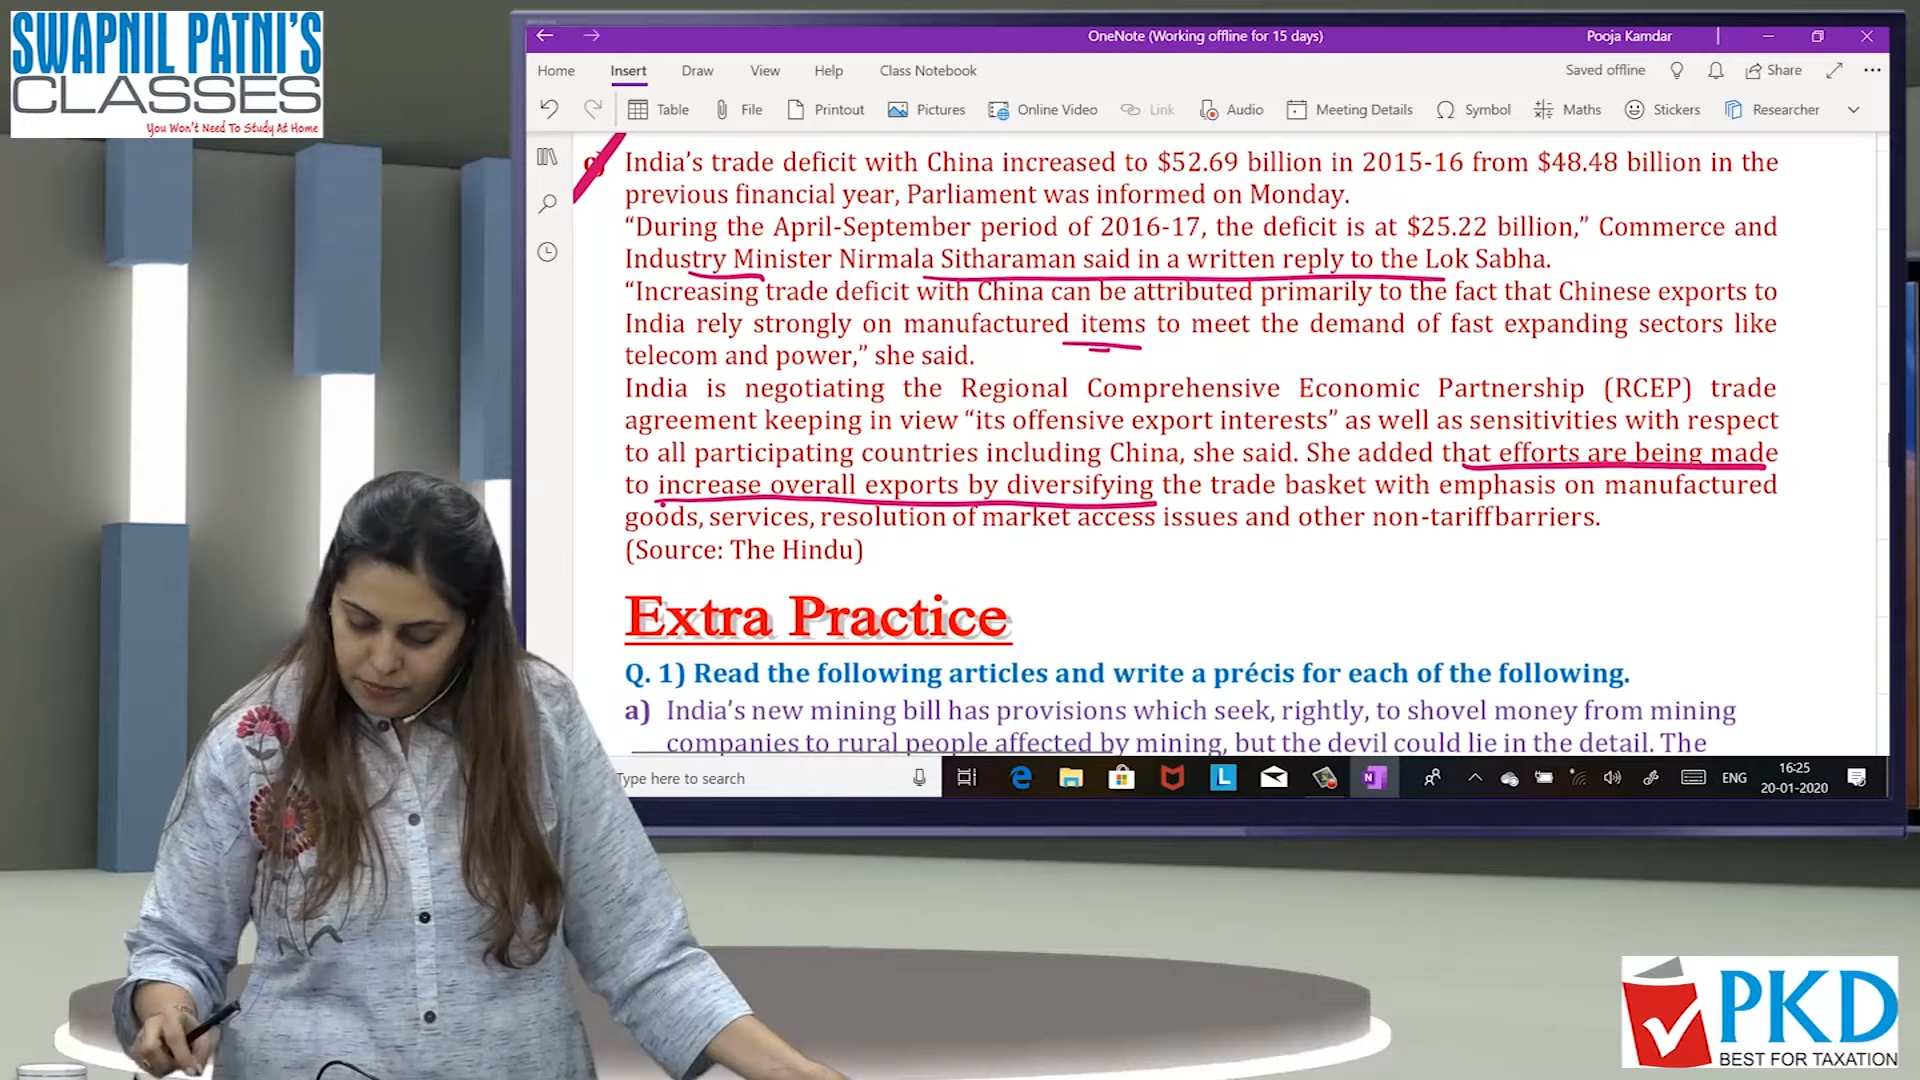 SWAPNIL PATNI'S
CLASSES
You Won't Need To Study At Home
OneNote (Working offline for 15 days)
Pooja Kamdar
Home Insert Draw View Help Class Notebook
Saved offline Share
Table File Printout Pictures Online Video Link Audio Meeting Details Symbol Maths Stickers Researcher
India's trade deficit with China increased to $52.69 billion in 2015-16 from $48.48 billion in the
previous financial year, Parliament was informed on Monday.
“During the April-September period of 2016-17, the deficit is at $25.22 billion,” Commerce and
Industry Minister Nirmala Sitharaman said in a written reply to the Lok Sabha.
“Increasing trade deficit with China can be attributed primarily to the fact that Chinese exports to
India rely strongly on manufactured items to meet the demand of fast expanding sectors like
telecom and power,” she said.
India is negotiating the Regional Comprehensive Economic Partnership (RCEP) trade
agreement keeping in view “its offensive export interests” as well as sensitivities with respect
to all participating countries including China, she said. She added that efforts are being made
to increase overall exports by diversifying the trade basket with emphasis on manufactured
goods, services, resolution of market access issues and other non-tariffbarriers.
(Source: The Hindu)
Extra Practice
Q. 1) Read the following articles and write a précis for each of the following.
a) India's new mining bill has provisions which seek, rightly, to shovel money from mining
companies to rural people affected by mining, but the devil could lie in the detail. The
Type here to search
ENG
16:25
20-01-2020
PKD
BEST FOR TAXATION